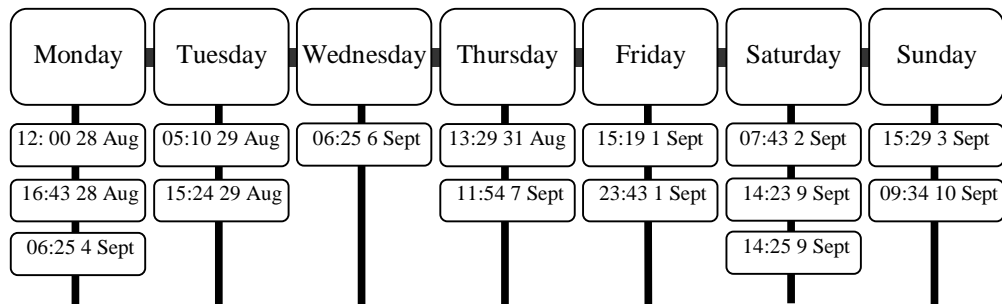 Monday
Tuesday
Wednesday
Thursday
Friday
Saturday
Sunday
12: 00 28 Aug
05:10 29 Aug
06:25 6 Sept
13:29 31 Aug
15:19 1 Sept
07:43 2 Sept
15:29 3 Sept
16:43 28 Aug
15:24 29 Aug
11:54 7 Sept
23:43 1 Sept
14:23 9 Sept
09:34 10 Sept
06:25 4 Sept
14:25 9 Sept